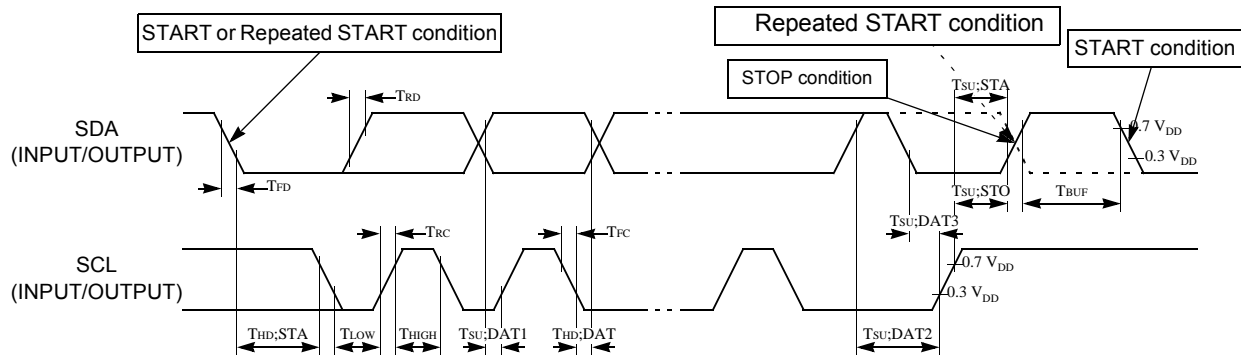 START or Repeated START condition
Repeated START condition
START condition
STOP condition
TRD
TSU;STA
SDA
(INPUT/OUTPUT)
0.7 VDD
0.3 VDD
TFD
TSU;STO
TBUF
TSU;DAT3
TRC
TFC
SCL
(INPUT/OUTPUT)
0.7 VDD
0.3 VDD
THD;STA
TLOW
THIGH
TSU;DAT1
THD;DAT
TSU;DAT2